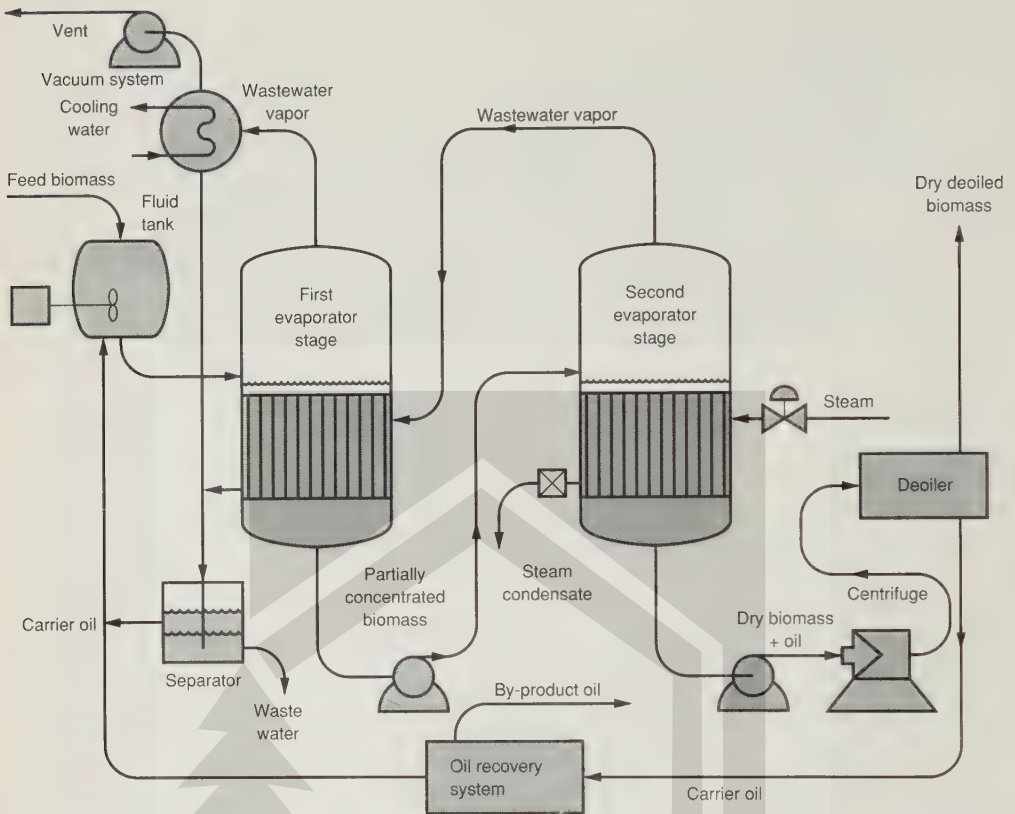 Vent
Vacuum system
Cooling
water
Wastewater
vapor
Wastewater vapor
Feed biomass
Fluid
tank
Dry deoiled
biomass
First
evaporator
stage
Second
evaporator
stage
Steam
Deoiler
Partially
concentrated
biomass
Steam
condensate
Centrifuge
Dry biomass
+ oil
Carrier oil
Separator
Waste
water
By-product oil
Oil recovery
system
Carrier oil